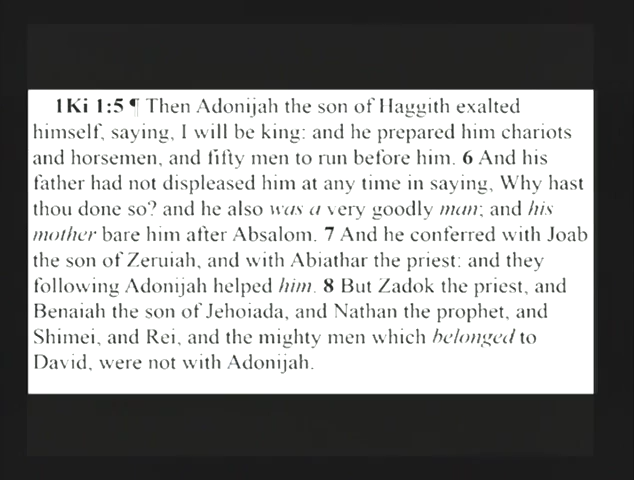 1Ki 1:5 ¶ Then Adonijah the son of Haggith exalted
himself, saying, I will be king: and he prepared him chariots
and horsemen, and fifty men to run before him. 6 And his
father had not displeased him at any time in saying, Why hast
thou done so? and he also was a very goodly man; and his
mother bare him after Absalom. 7 And he conferred with Joab
the son of Zeruiah, and with Abiathar the priest: and they
following Adonijah helped him. 8 But Zadok the priest, and
Benaiah the son of Jehoiada, and Nathan the prophet, and
Shimei, and Rei, and the mighty men which belonged to
David, were not with Adonijah.